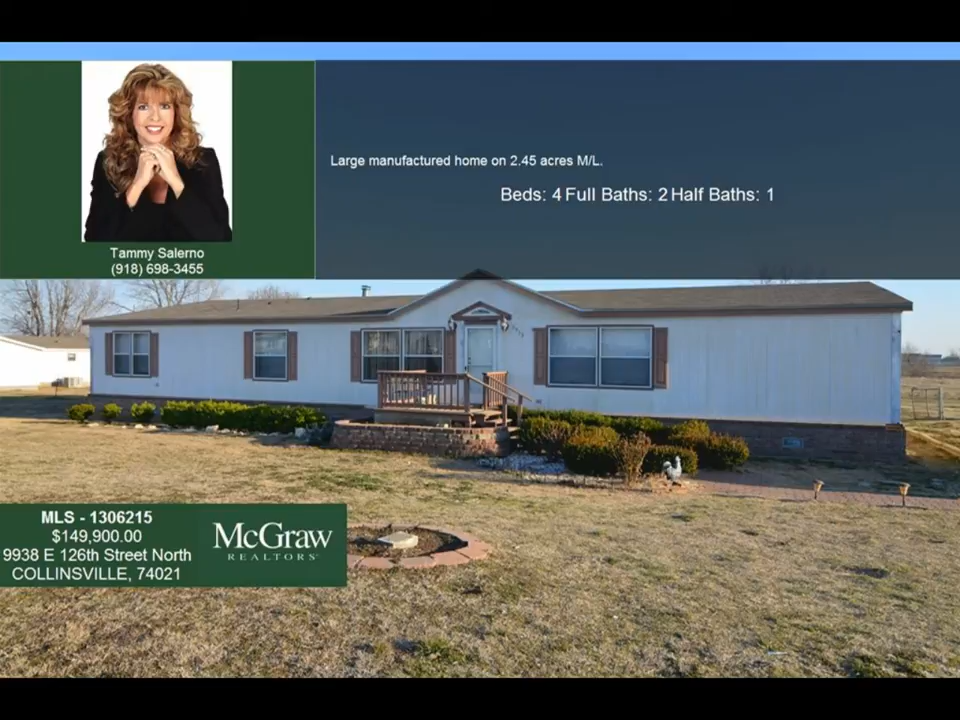 Large manufactured home on 2.45 acres M/L.
Beds: 4 Full Baths: 2 Half Baths: 1
Tammy Salerno
(918) 698-3455
MLS - 1306215
$149,900.00
9938 E 126th Street North
COLLINSVILLE, 74021
McGraw
REALTORS